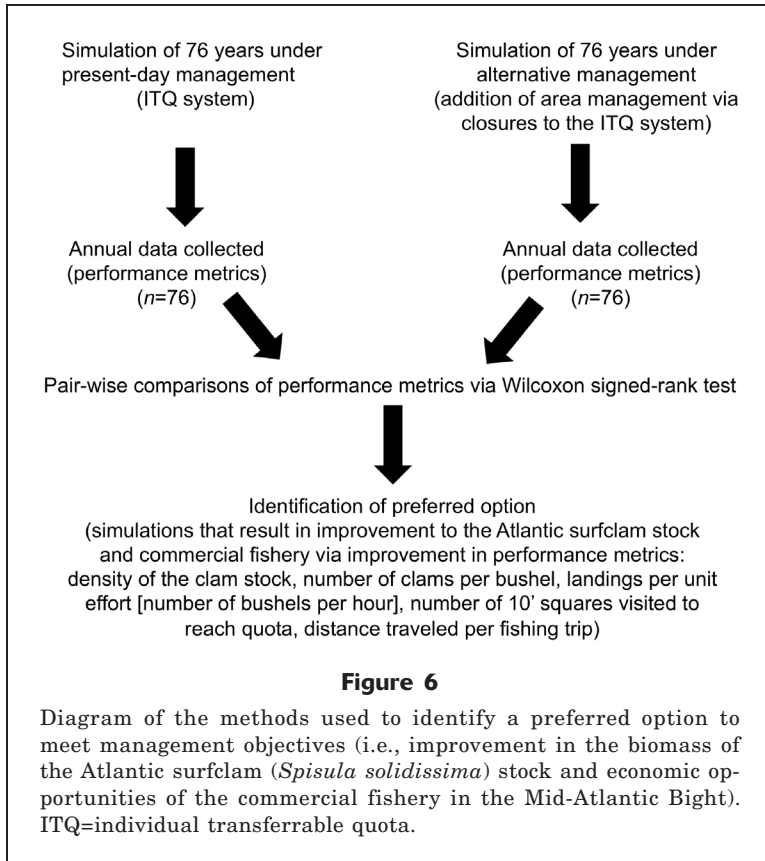 Simulation of 76 years under
present-day management
(ITQ system)
Simulation of 76 years under
alternative management
(addition of area management via
closures to the ITQ system)
Annual data collected
(performance metrics)
(n=76)
Annual data collected
(performance metrics)
(n=76)
Pair-wise comparisons of performance metrics via Wilcoxon signed-rank test
Identification of preferred option
(simulations that result in improvement to the Atlantic surfclam stock
and commercial fishery via improvement in performance metrics:
density of the clam stock, number of clams per bushel, landings per unit
effort [number of bushels per hour], number of 10' squares visited to
reach quota, distance traveled per fishing trip)
Figure 6
Diagram of the methods used to identify a preferred option to
meet management objectives (i.e., improvement in the biomass of
the Atlantic surfclam (Spisula solidissima) stock and economic op-
portunities of the commercial fishery in the Mid-Atlantic Bight).
ITQ=individual transferrable quota.